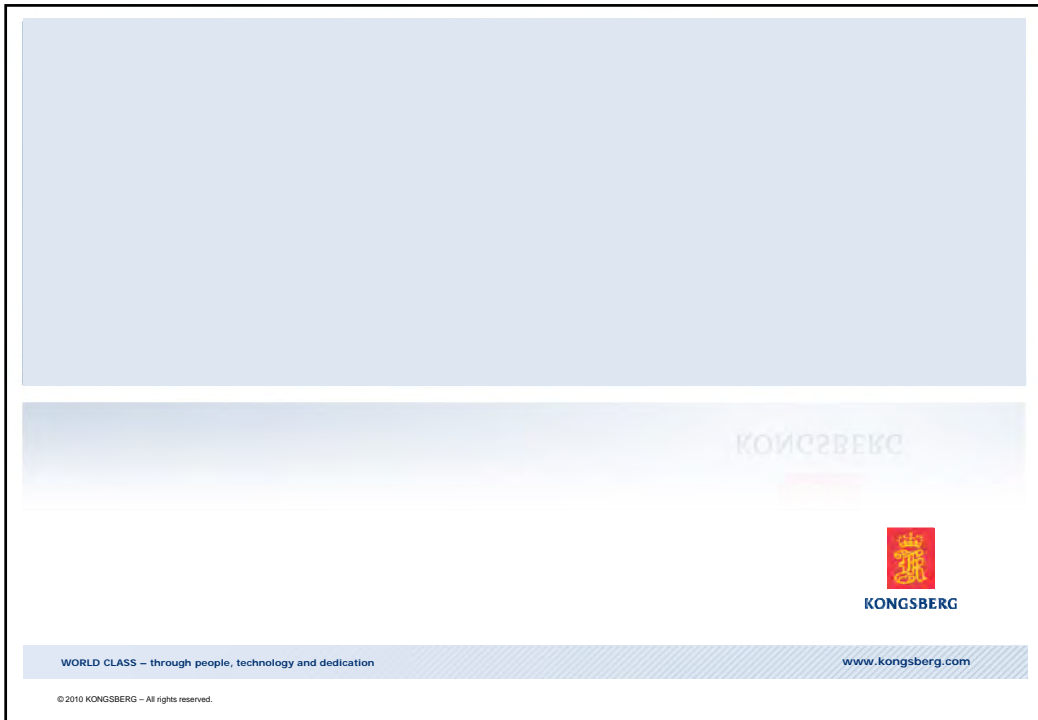 KONGSBERG
KONGSBERG
WORLD CLASS – through people, technology and dedication
www.kongsberg.com
© 2010 KONGSBERG – All rights reserved.